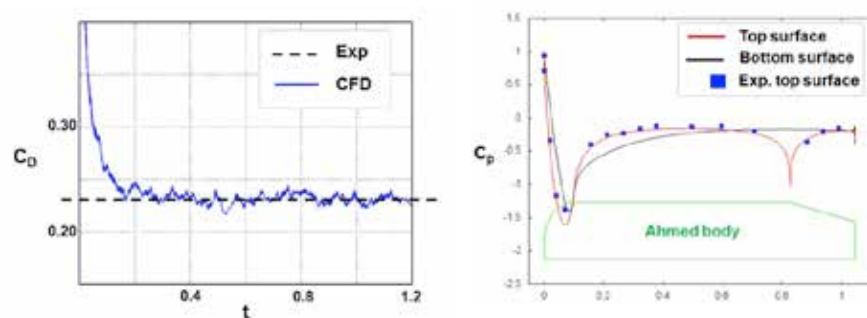 Exp
CFD
0.30
C_D
0.20
0.4
0.8
1.2
t
1.5
1
Top surface
Bottom surface
Exp. top surface
0.5
0
C_p
-0.5
-1
-1.5
Ahmed body
-2
-2.5
0
0.2
0.4
0.6
0.8
1